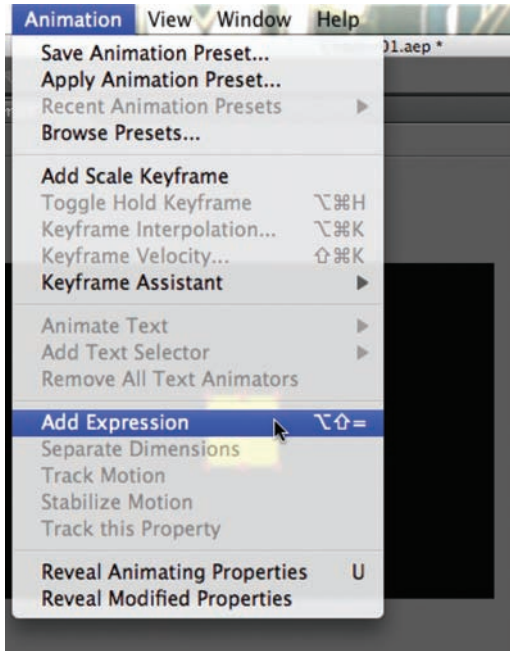 Animation View Window Help
01.aep *
Save Animation Preset...
Apply Animation Preset...
Recent Animation Presets ▶
Browse Presets...
Add Scale Keyframe
Toggle Hold Keyframe ⌥⌘H
Keyframe Interpolation... ⌥⌘K
Keyframe Velocity... ⇧⌘K
Keyframe Assistant ▶
Animate Text ▶
Add Text Selector ▶
Remove All Text Animators
Add Expression ⌥⇧=
Separate Dimensions
Track Motion
Stabilize Motion
Track this Property
Reveal Animating Properties U
Reveal Modified Properties